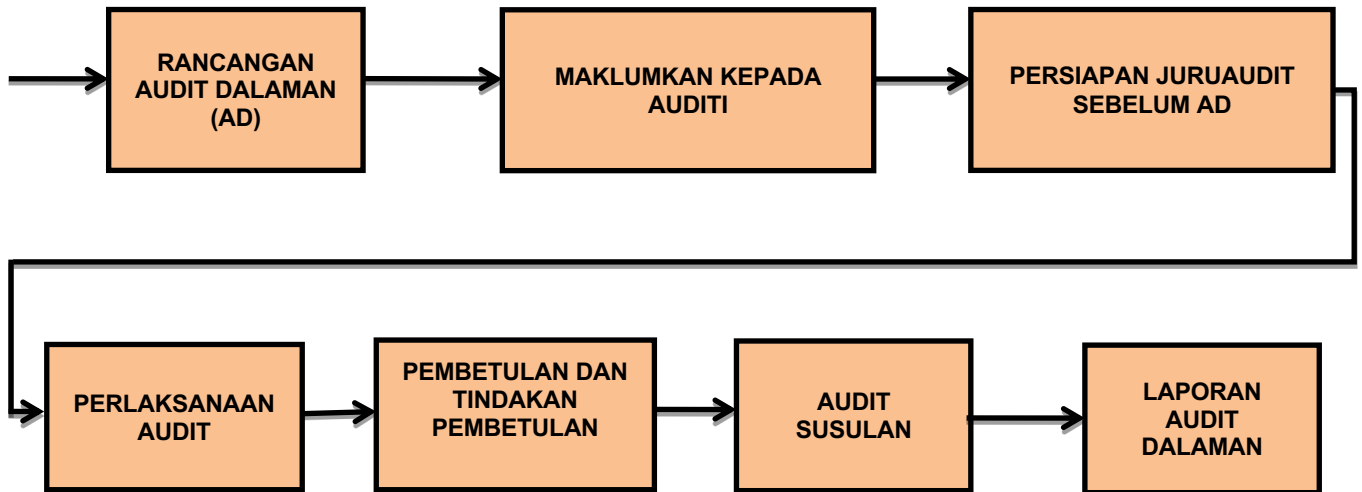 RANCANGAN
AUDIT DALAMAN
(AD)
MAKLUMKAN KEPADA
AUDITI
PERSIAPAN JURUAUDIT
SEBELUM AD
PERLAKSANAAN
AUDIT
PEMBETULAN DAN
TINDAKAN
PEMBETULAN
AUDIT
SUSULAN
LAPORAN
AUDIT
DALAMAN